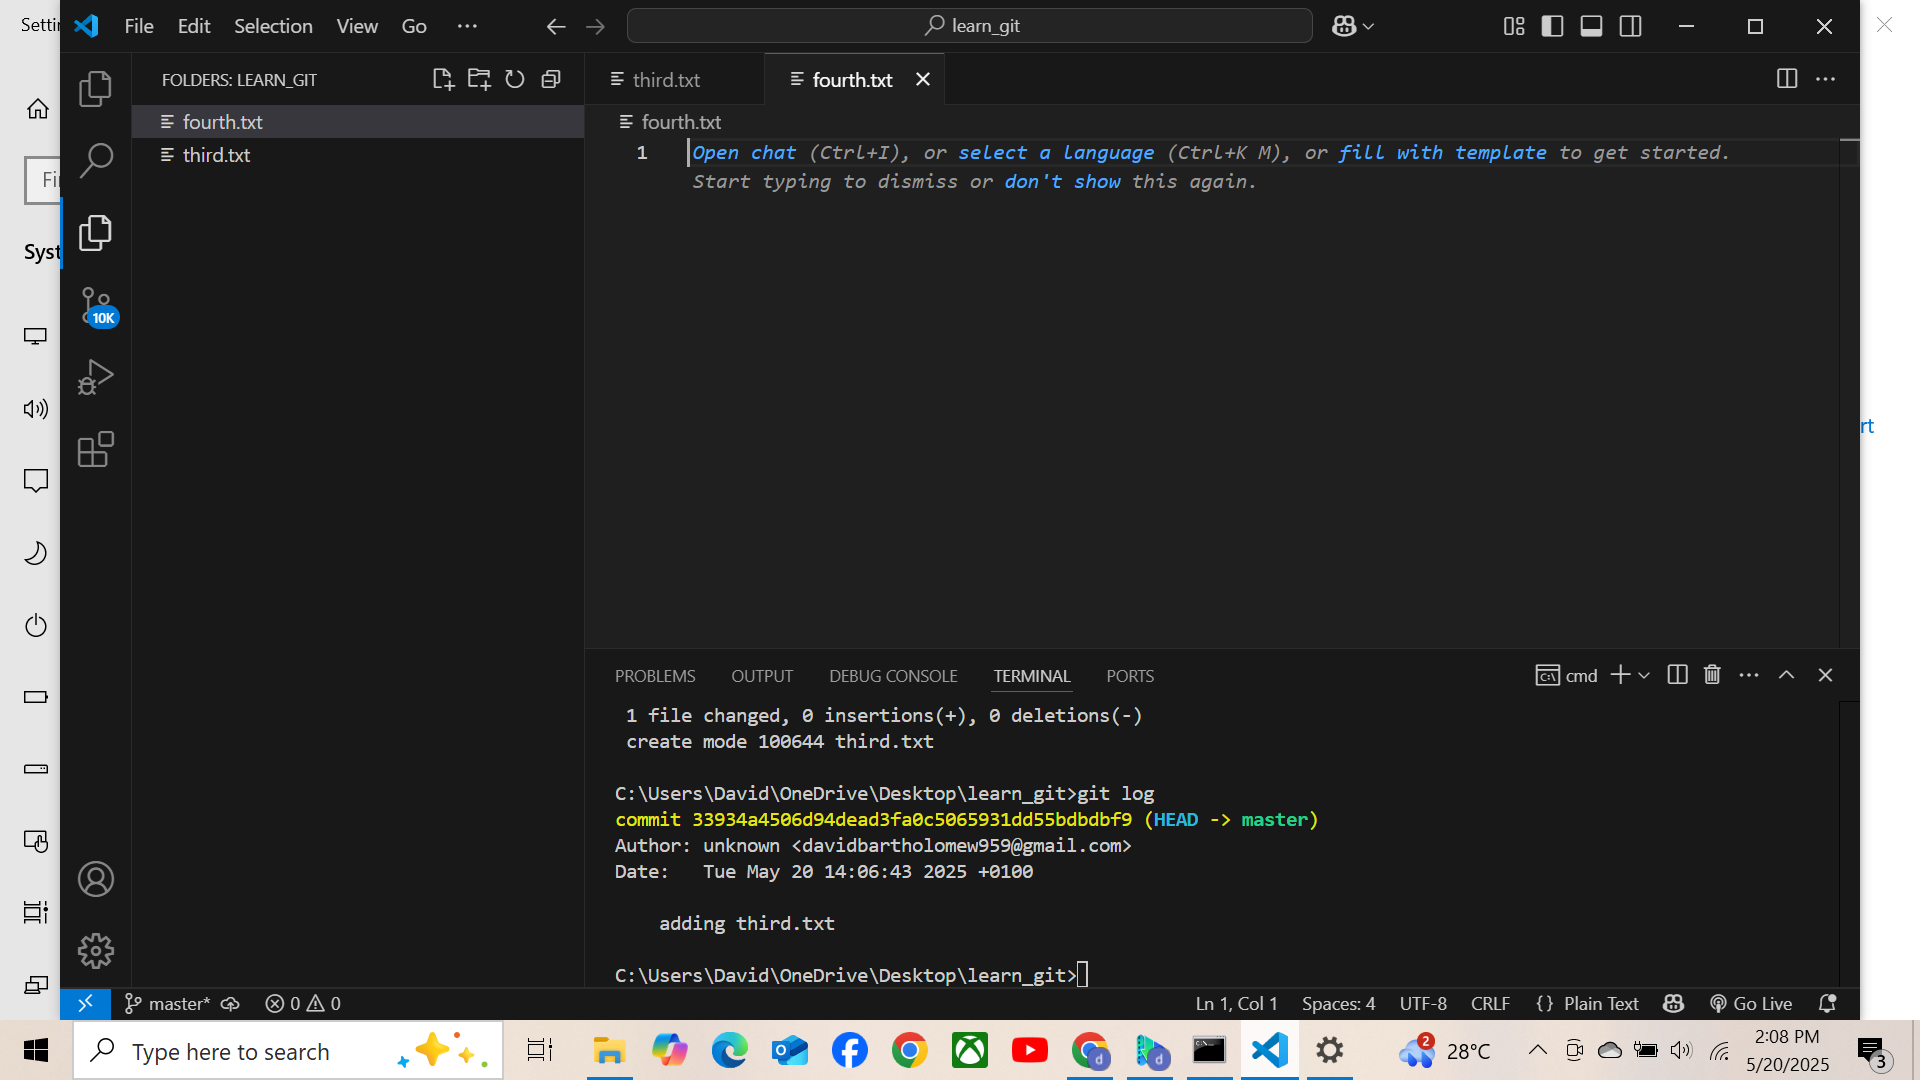 Setti
File Edit Selection View Go ···
learn_git
Fi
Syst
rt
10K
FOLDERS: LEARN_GIT
fourth.txt
third.txt
third.txt
fourth.txt
fourth.txt
1
Open chat (Ctrl+I), or select a language (Ctrl+K M), or fill with template to get started.
Start typing to dismiss or don't show this again.
PROBLEMS OUTPUT DEBUG CONSOLE TERMINAL PORTS
cmd
1 file changed, 0 insertions(+), 0 deletions(-)
create mode 100644 third.txt
C:\Users\David\OneDrive\Desktop\learn_git>git log
commit 33934a4506d94dead3fa0c5065931dd55bdbdbf9 (HEAD -> master)
Author: unknown <davidbartholomew959@gmail.com>
Date:   Tue May 20 14:06:43 2025 +0100
adding third.txt
C:\Users\David\OneDrive\Desktop\learn_git>
master* 0 0
Ln 1, Col 1 Spaces: 4 UTF-8 CRLF {} Plain Text Go Live
Type here to search
d
d
2
28°C
2:08 PM
5/20/2025
3